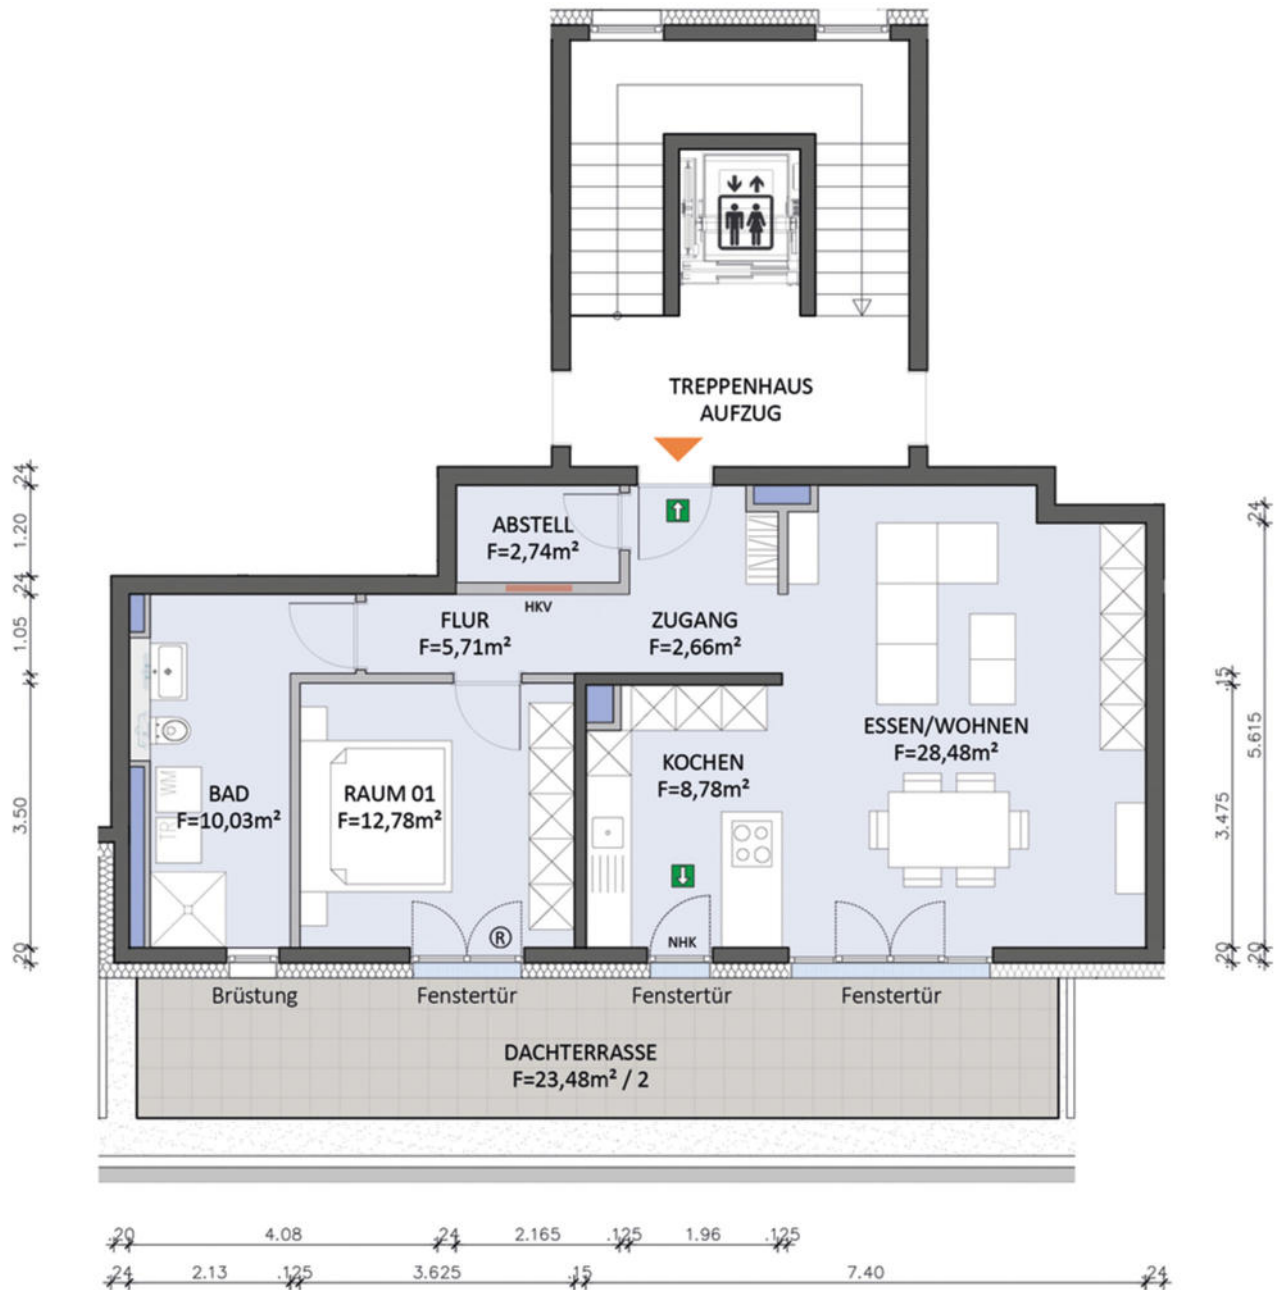 TREPPENHAUS
AUFZUG
ABSTELL
F=2,74m²
HKV
FLUR
F=5,71m²
ZUGANG
F=2,66m²
ESSEN/WOHNEN
F=28,48m²
KOCHEN
F=8,78m²
BAD
F=10,03m²
WM
TR
RAUM 01
F=12,78m²
®
NHK
Brüstung
Fenstertür
Fenstertür
Fenstertür
DACHTERRASSE
F=23,48m² / 2
.24
1.20
.24
1.05
3.50
.20
.24
5.615
.20
.15
3.475
.20
.20 4.08 .24 2.165 .125 1.96 .125
.24 2.13 .125 3.625 .15 7.40 .24